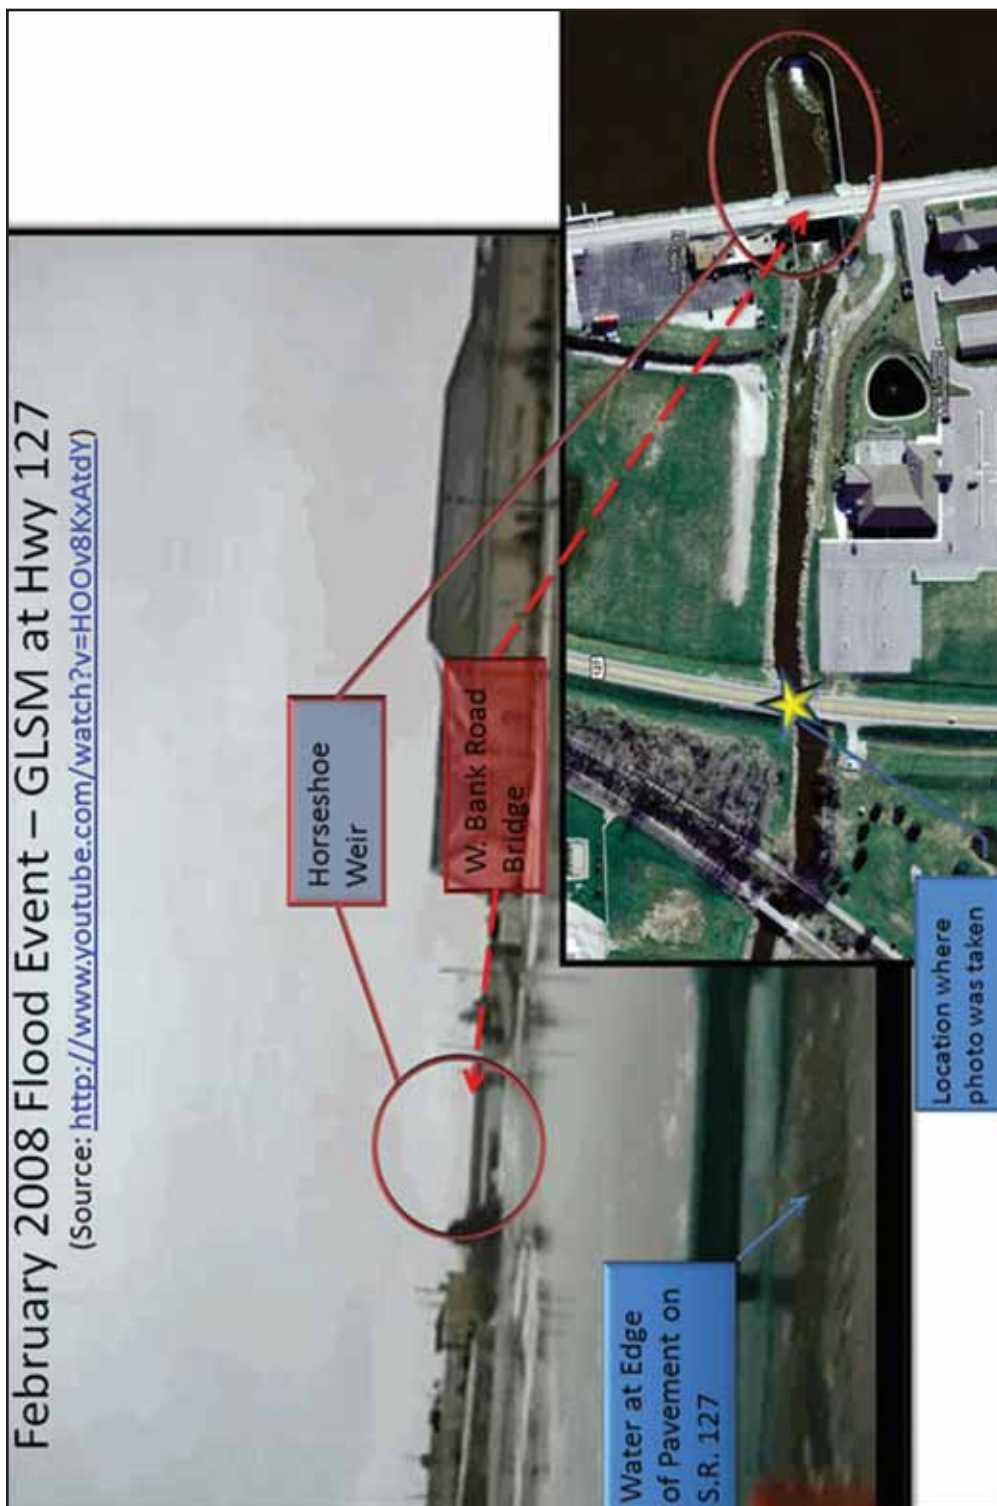 February 2008 Flood Event – GLSM at Hwy 127
(Source: http://www.youtube.com/watch?v=HOOv8KxAtdY)
Horseshoe
Weir
W. Bank Road
Bridge
Water at Edge
of Pavement on
S.R. 127
Location where
photo was taken
127